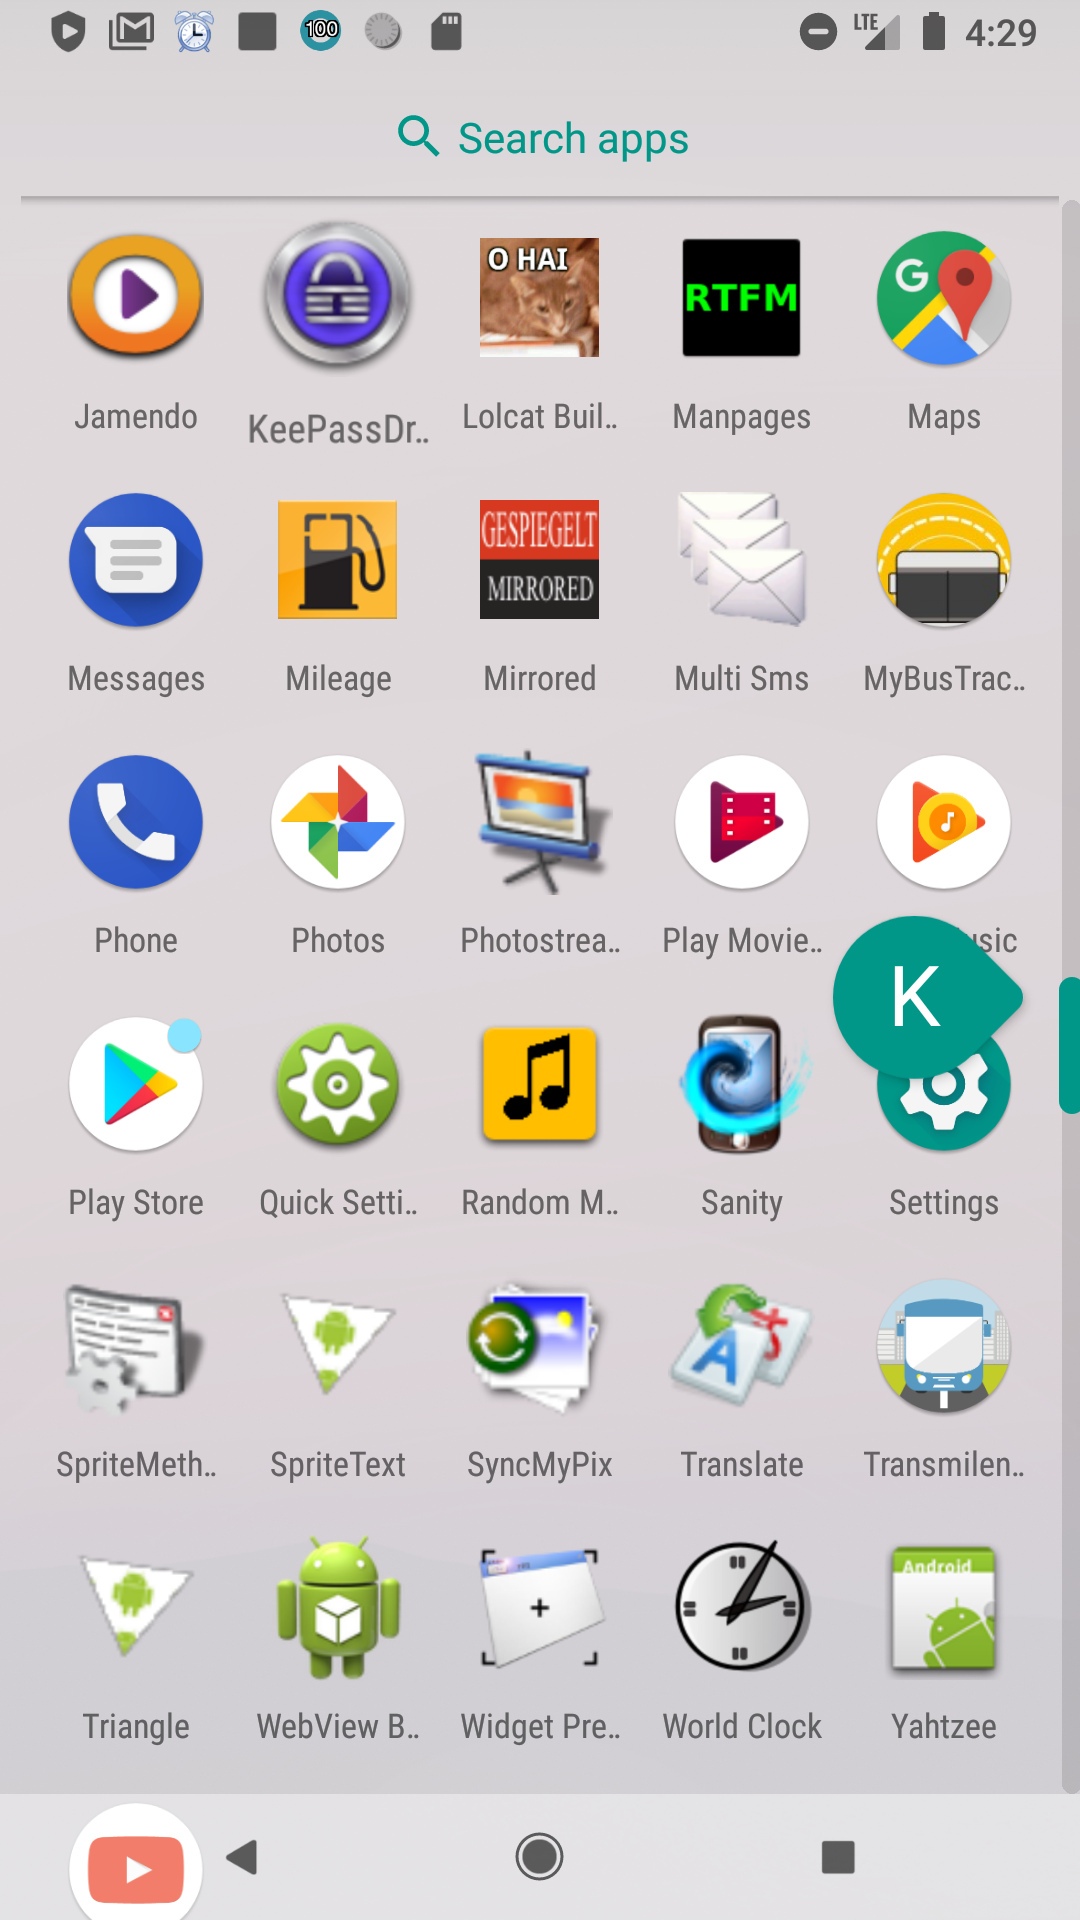 100 LTE 4:29
Search apps
O HAI
RTFM
G
Jamendo KeePassDr.. Lolcat Buil.. Manpages Maps
GESPIEGELT
MIRRORED
Messages Mileage Mirrored Multi Sms MyBusTrac..
Phone Photos Photostrea.. Play Movie.. usic
K
Play Store Quick Setti.. Random M.. Sanity Settings
A
SpriteMeth.. SpriteText SyncMyPix Translate Transmilen..
Android
Triangle WebView B.. Widget Pre.. World Clock Yahtzee